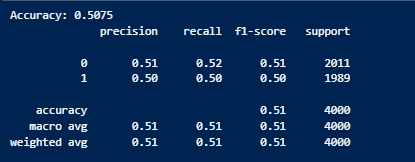 Accuracy: 0.5075
precision recall f1-score support
0 0.51 0.52 0.51 2011
1 0.50 0.50 0.50 1989
accuracy 0.51 4000
macro avg 0.51 0.51 0.51 4000
weighted avg 0.51 0.51 0.51 4000